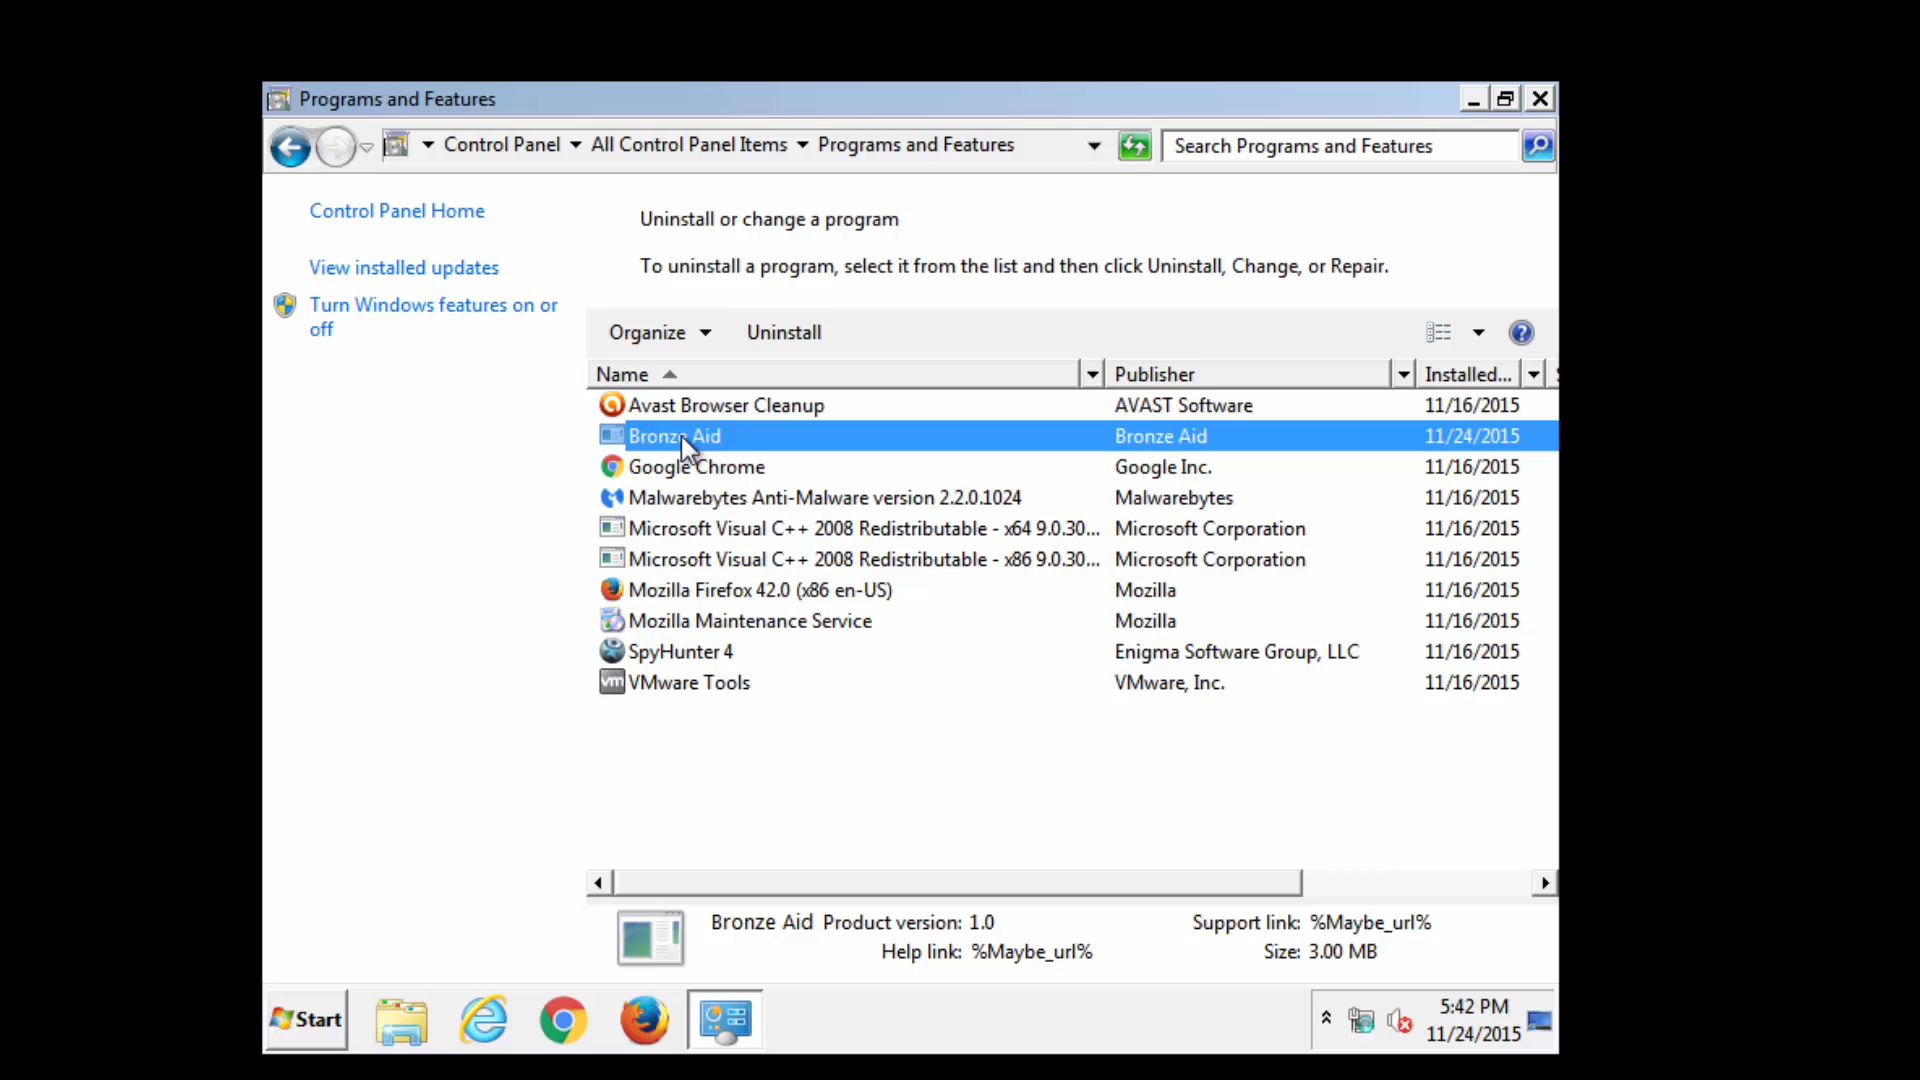 Programs and Features
Control Panel All Control Panel Items Programs and Features Search Programs and Features
Control Panel Home
View installed updates
Turn Windows features on or
off
Uninstall or change a program
To uninstall a program, select it from the list and then click Uninstall, Change, or Repair.
Organize Uninstall
Name Publisher Installed...
Avast Browser Cleanup AVAST Software 11/16/2015
Bronze Aid Bronze Aid 11/24/2015
Google Chrome Google Inc. 11/16/2015
Malwarebytes Anti-Malware version 2.2.0.1024 Malwarebytes 11/16/2015
Microsoft Visual C++ 2008 Redistributable - x64 9.0.30... Microsoft Corporation 11/16/2015
Microsoft Visual C++ 2008 Redistributable - x86 9.0.30... Microsoft Corporation 11/16/2015
Mozilla Firefox 42.0 (x86 en-US) Mozilla 11/16/2015
Mozilla Maintenance Service Mozilla 11/16/2015
SpyHunter 4 Enigma Software Group, LLC 11/16/2015
vm VMware Tools VMware, Inc. 11/16/2015
Bronze Aid Product version: 1.0 Support link: %Maybe_url%
Help link: %Maybe_url% Size: 3.00 MB
Start 5:42 PM
11/24/2015